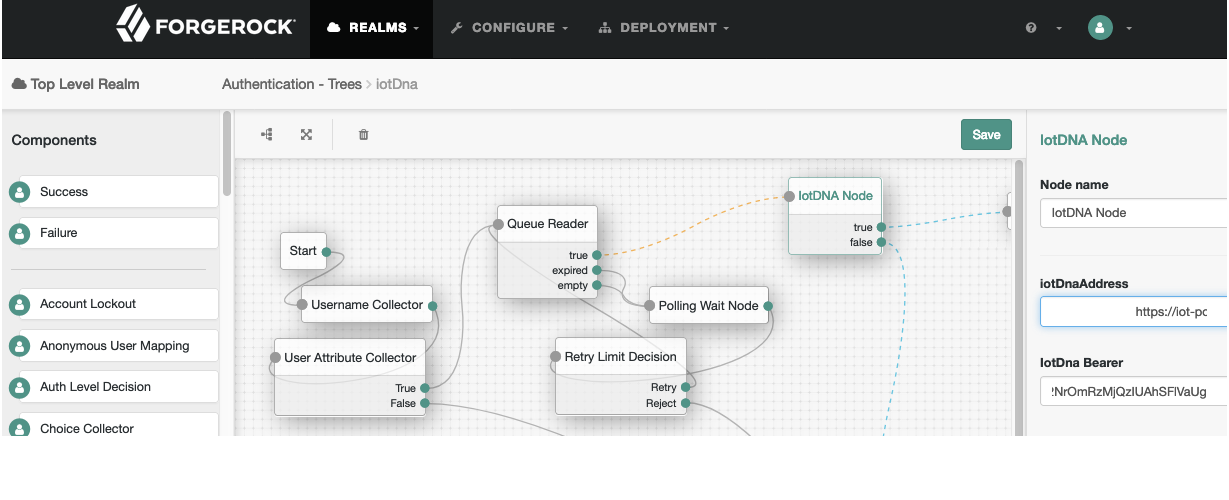 FORGEROCK
REALMS
CONFIGURE
DEPLOYMENT
Top Level Realm
Authentication - Trees > iotDna
Components
Success
Failure
Account Lockout
Anonymous User Mapping
Auth Level Decision
Choice Collector
Save
Start
Username Collector
User Attribute Collector
True
False
Queue Reader
true
expired
empty
Polling Wait Node
Retry Limit Decision
Retry
Reject
IotDNA Node
true
false
IotDNA Node
Node name
IotDNA Node
iotDnaAddress
https://iot-pc
IotDna Bearer